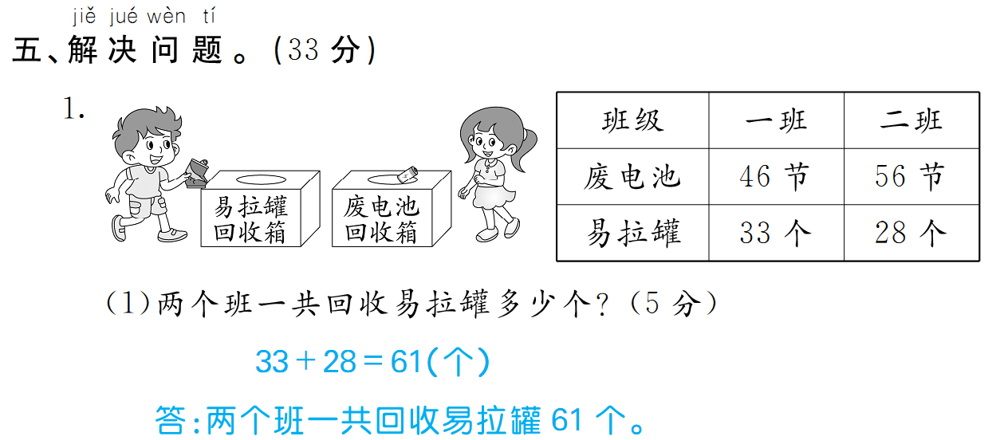 jiě jué wèn tí
五、解决问题。(33分)
1.
易拉罐
回收箱
废电池
回收箱
班级 一班 二班
废电池 46节 56节
易拉罐 33个 28个
(1)两个班一共回收易拉罐多少个?(5分)
33+28=61(个)
答:两个班一共回收易拉罐61个。